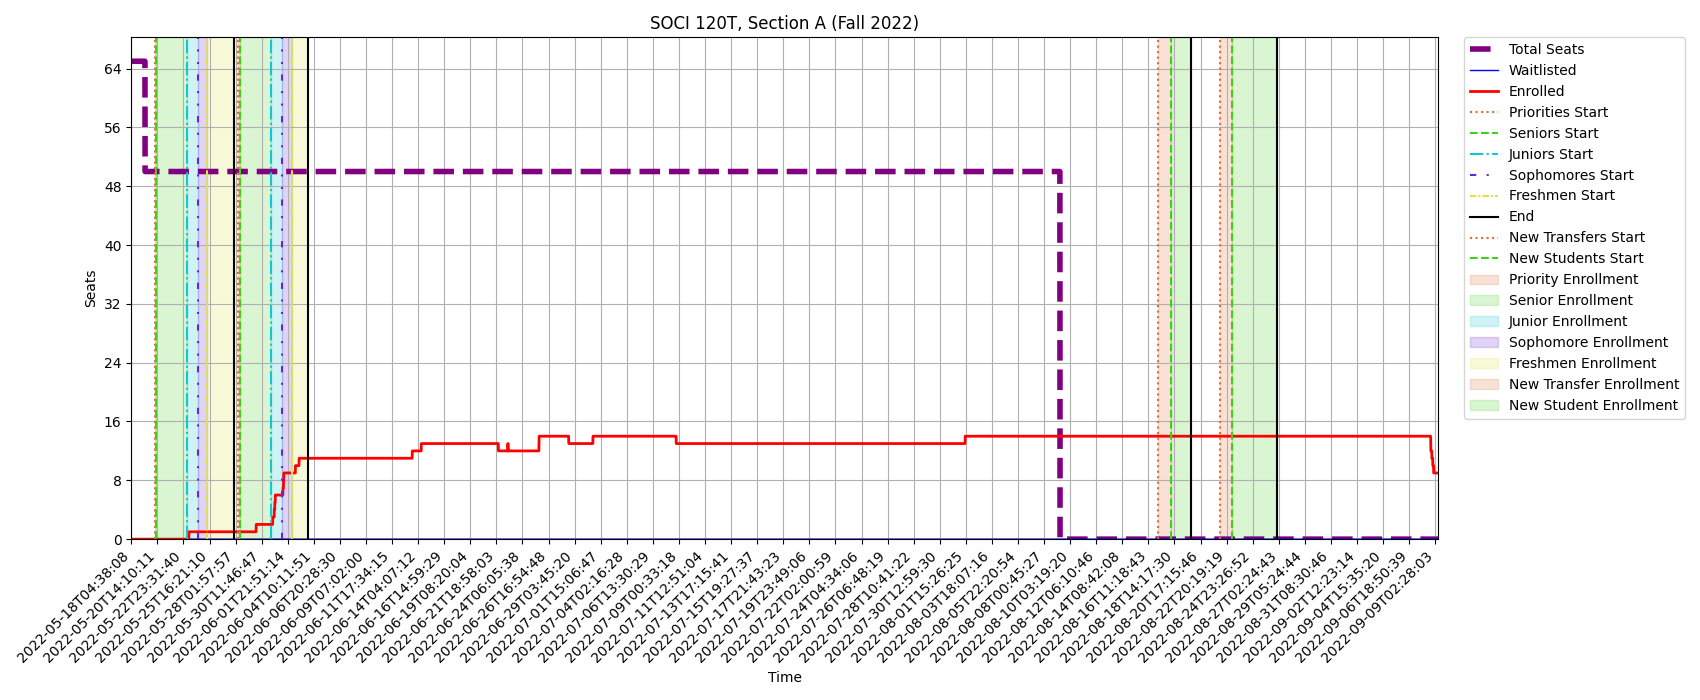 SOCI 120T, Section A (Fall 2022)
Seats
64
56
48
40
32
24
16
8
0
2022-05-18T04:38:08
2022-05-20T14:10:11
2022-05-22T23:31:40
2022-05-25T16:21:10
2022-05-28T01:57:57
2022-05-30T11:46:47
2022-06-01T21:51:14
2022-06-04T10:11:51
2022-06-06T20:28:30
2022-06-09T07:02:00
2022-06-11T17:34:15
2022-06-14T04:07:12
2022-06-16T14:59:29
2022-06-19T08:20:04
2022-06-21T18:58:03
2022-06-24T06:05:38
2022-06-26T16:54:48
2022-06-29T03:45:20
2022-07-01T15:06:47
2022-07-04T02:16:28
2022-07-06T13:30:29
2022-07-09T00:33:18
2022-07-11T12:51:04
2022-07-13T17:15:41
2022-07-15T19:27:37
2022-07-17T21:43:23
2022-07-19T23:49:06
2022-07-22T02:00:59
2022-07-24T04:34:06
2022-07-26T06:48:19
2022-07-28T10:41:22
2022-07-30T12:59:30
2022-08-01T15:26:25
2022-08-03T18:07:16
2022-08-05T22:20:54
2022-08-08T00:45:27
2022-08-10T03:19:20
2022-08-12T06:10:46
2022-08-14T08:42:08
2022-08-16T11:18:43
2022-08-18T14:17:30
2022-08-20T17:15:46
2022-08-22T20:19:19
2022-08-24T23:26:52
2022-08-27T02:24:43
2022-08-29T05:24:44
2022-08-31T08:30:46
2022-09-02T12:23:14
2022-09-04T15:35:20
2022-09-06T18:50:39
2022-09-09T02:28:03
Time
Total Seats
Waitlisted
Enrolled
Priorities Start
Seniors Start
Juniors Start
Sophomores Start
Freshmen Start
End
New Transfers Start
New Students Start
Priority Enrollment
Senior Enrollment
Junior Enrollment
Sophomore Enrollment
Freshmen Enrollment
New Transfer Enrollment
New Student Enrollment